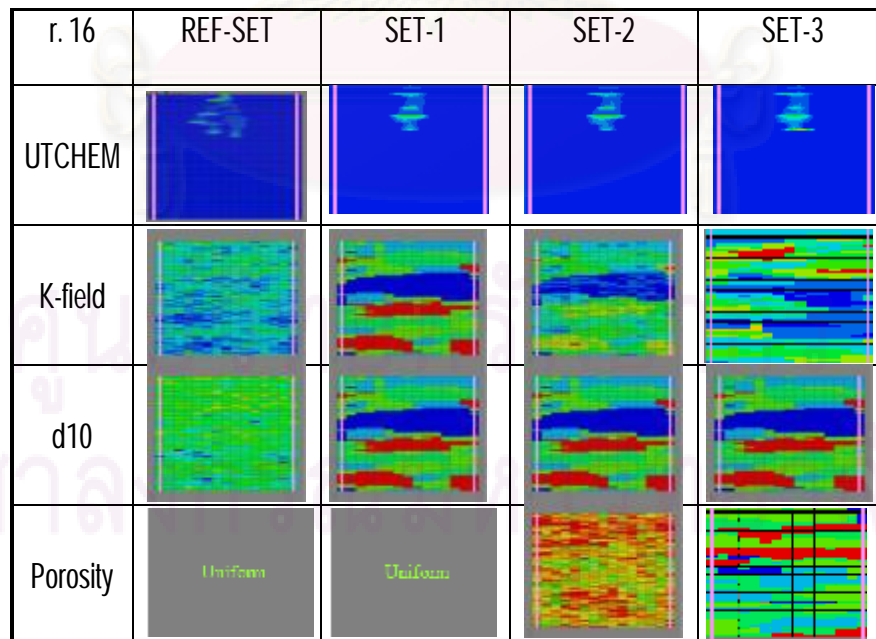 r. 16 REF-SET SET-1 SET-2 SET-3
UTCHEM
K-field
d10
Porosity Uniform Uniform